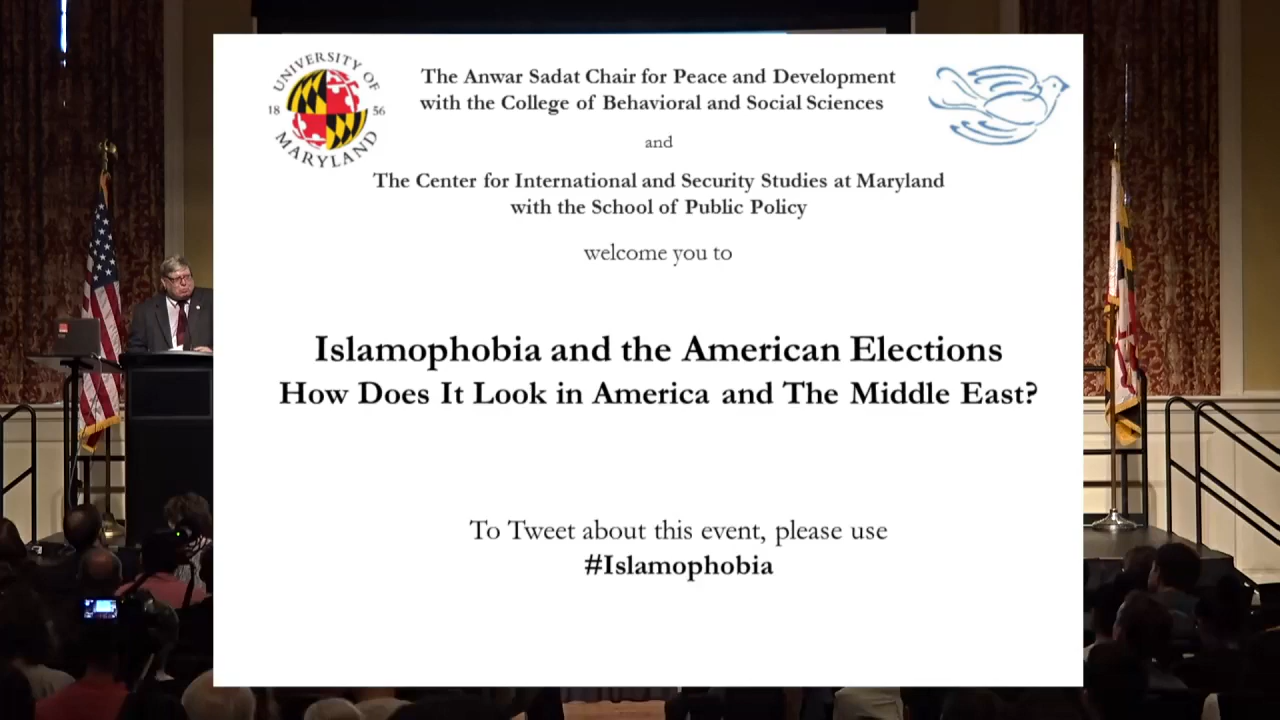 UNIVERSITY OF
18 56
MARYLAND
The Anwar Sadat Chair for Peace and Development
with the College of Behavioral and Social Sciences
and
The Center for International and Security Studies at Maryland
with the School of Public Policy
welcome you to
Islamophobia and the American Elections
How Does It Look in America and The Middle East?
To Tweet about this event, please use
#Islamophobia